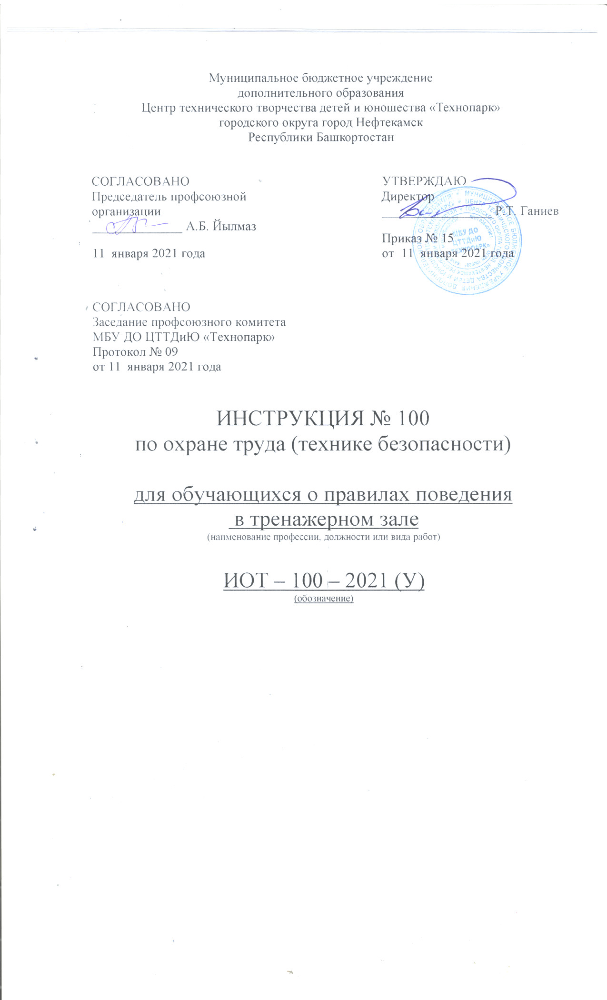 Муниципальное бюджетное учреждение
дополнительного образования
Центр технического творчества детей и юношества «Технопарк»
городского округа город Нефтекамск
Республики Башкортостан
СОГЛАСОВАНО
Председатель профсоюзной
организации
А.Б. Йылмаз
11 января 2021 года
УТВЕРЖДАЮ
Директор
Р.Т. Ганиев
Приказ № 15
от 11 января 2021 года
МБУ ДО
ЦТТДиЮ
«ТЕХНОПАРК»
СОГЛАСОВАНО
Заседание профсоюзного комитета
МБУ ДО ЦТТДиЮ «Технопарк»
Протокол № 09
от 11 января 2021 года
ИНСТРУКЦИЯ № 100
по охране труда (технике безопасности)
для обучающихся о правилах поведения
в тренажерном зале
(наименование профессии, должности или вида работ)
ИОТ – 100 – 2021 (У)
(обозначение)